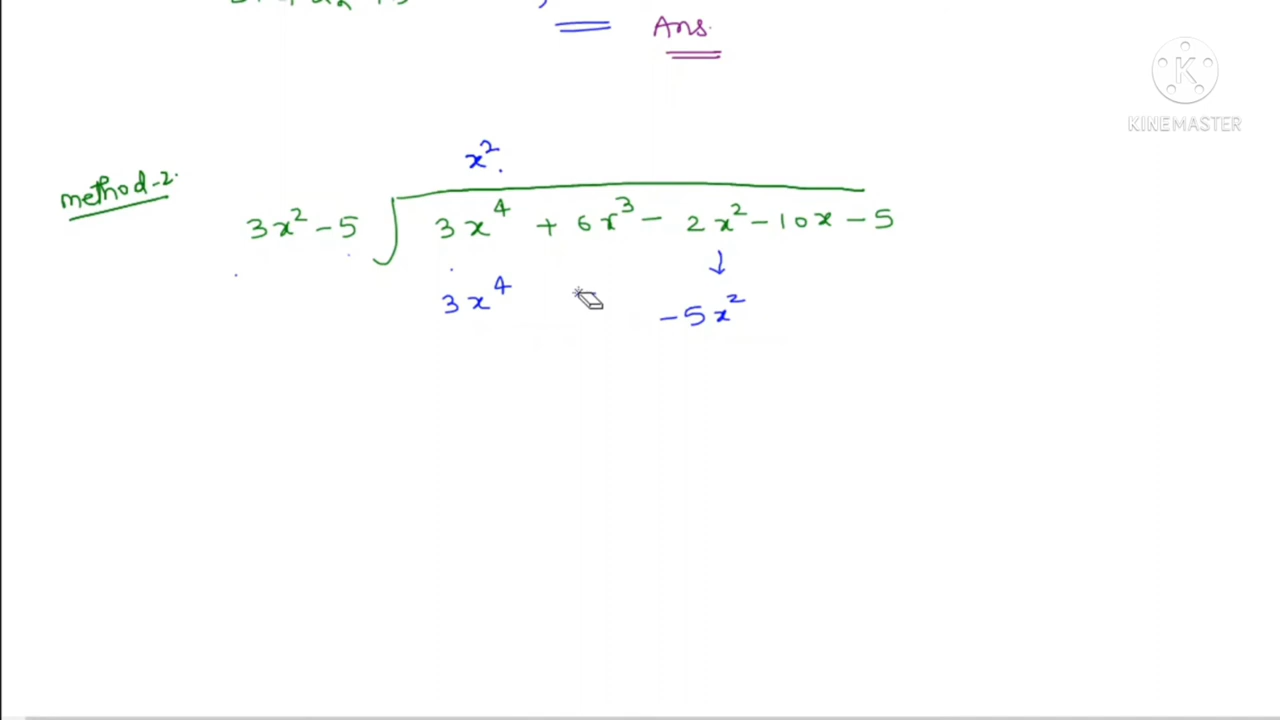 Ans.
KINEMASTER
x².
method-2.
3x² - 5 3x⁴ + 6x³ - 2x² - 10x - 5
3x⁴ - 5x²